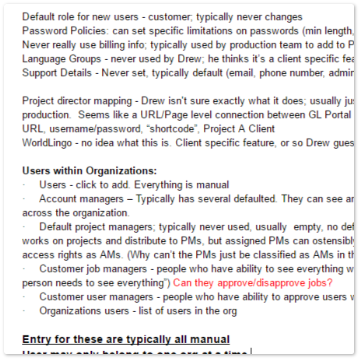 Default role for new users - customer; typically never changes
Password Policies: can set specific limitations on passwords (min length,
Never really use billing info; typically used by production team to add to P
Language Groups - never used by Drew; he thinks it's a client specific fea
Support Details - Never set, typically default (email, phone number, admin
Project director mapping - Drew isn't sure exactly what it does; usually jus
production. Seems like a URL/Page level connection between GL Portal
URL, username/password, "shortcode", Project A Client
WorldLingo - no idea what this is. Client specific feature, or so Drew gues
Users within Organizations:
· Users - click to add. Everything is manual
· Account managers – Typically has several defaulted. They can see an
across the organization.
· Default project managers; typically never used, usually empty, no def
works on projects and distribute to PMs, but assigned PMs can ostensibly
access rights as AMs. (Why can't the PMs just be classified as AMs in th
· Customer job managers - people who have ability to see everything w
person needs to see everything") Can they approve/disapprove jobs?
· Customer user managers - people who have ability to approve users w
· Organizations users - list of users in the org
Entry for these are typically all manual
User may only belong to one org at a time.